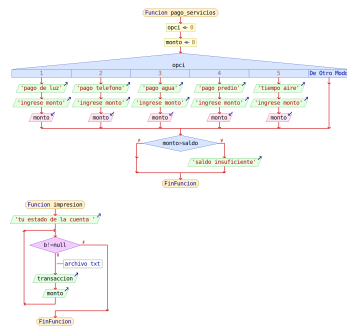 Funcion pago_servicios
opci ← 0
monto ← 0
opci
1 2 3 4 5 De Otro Modo
'pago de luz' 'pago telefono' 'pago agua' 'pago predio' 'tiempo aire'
'ingrese monto' 'ingrese monto' 'ingrese monto' 'ingrese monto' 'ingrese monto'
monto monto monto monto monto
monto>saldo
F V
'saldo insuficiente'
FinFuncion
Funcion impresion
'tu estado de la cuenta '
b!=null
F
V
archivo txt
transaccion
monto
FinFuncion